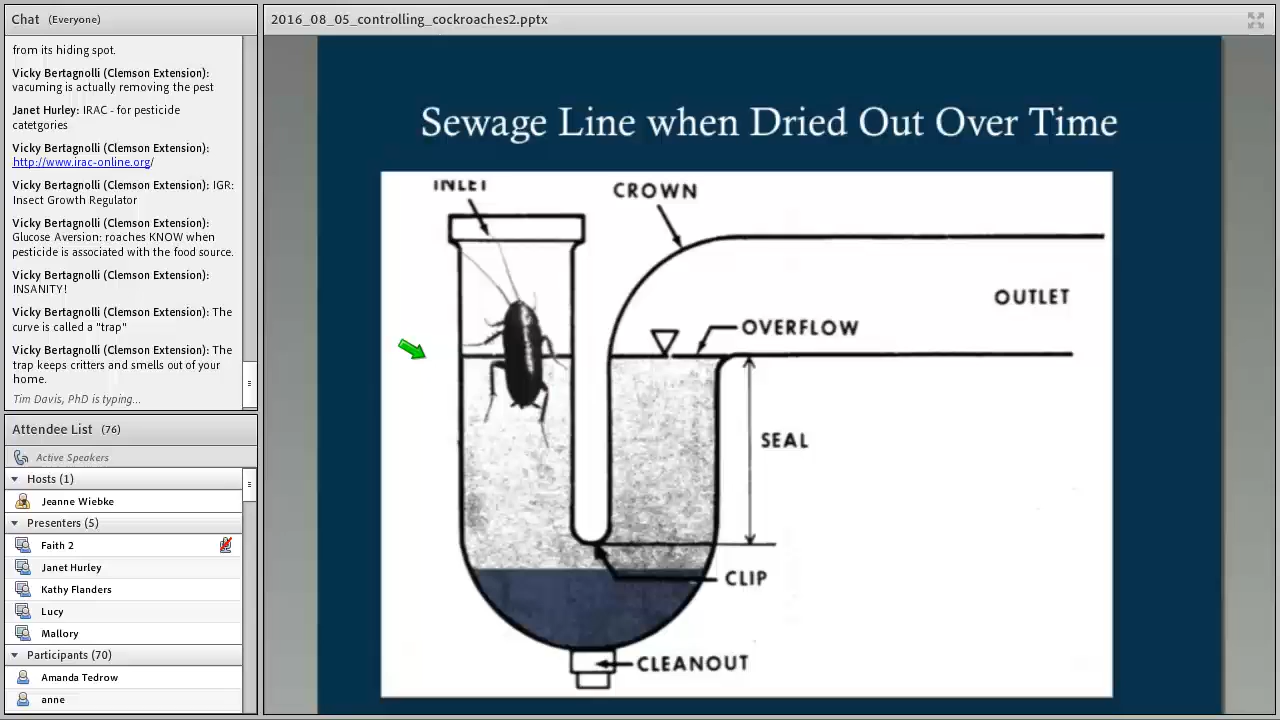 Chat (Everyone)
from its hiding spot.
Vicky Bertagnolli (Clemson Extension):
vacuuming is actually removing the pest
Janet Hurley: IRAC - for pesticide
catetgories
Vicky Bertagnolli (Clemson Extension):
http://www.irac-online.org/
Vicky Bertagnolli (Clemson Extension): IGR:
Insect Growth Regulator
Vicky Bertagnolli (Clemson Extension):
Glucose Aversion: roaches KNOW when
pesticide is associated with the food source.
Vicky Bertagnolli (Clemson Extension):
INSANITY!
Vicky Bertagnolli (Clemson Extension): The
curve is called a "trap"
Vicky Bertagnolli (Clemson Extension): The
trap keeps critters and smells out of your
home.
Tim Davis, PhD is typing...
Attendee List (76)
Active Speakers
Hosts (1)
Jeanne Wiebke
Presenters (5)
Faith 2
Janet Hurley
Kathy Flanders
Lucy
Mallory
Participants (70)
Amanda Tedrow
anne
2016_08_05_controlling_cockroaches2.pptx
Sewage Line when Dried Out Over Time
INLET
CROWN
OUTLET
OVERFLOW
SEAL
CLIP
CLEANOUT